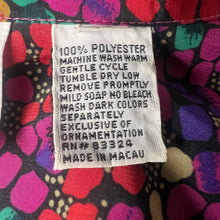 100% POLYESTER
MACHINE WASH WARM
GENTLE CYCLE
TUMBLE DRY LOW
REMOVE PROMPTLY
MILD SOAP NO BLEACH
WASH DARK COLORS
SEPARATELY
EXCLUSIVE OF
ORNAMENTATION
RN# 83324
MADE IN MACAU